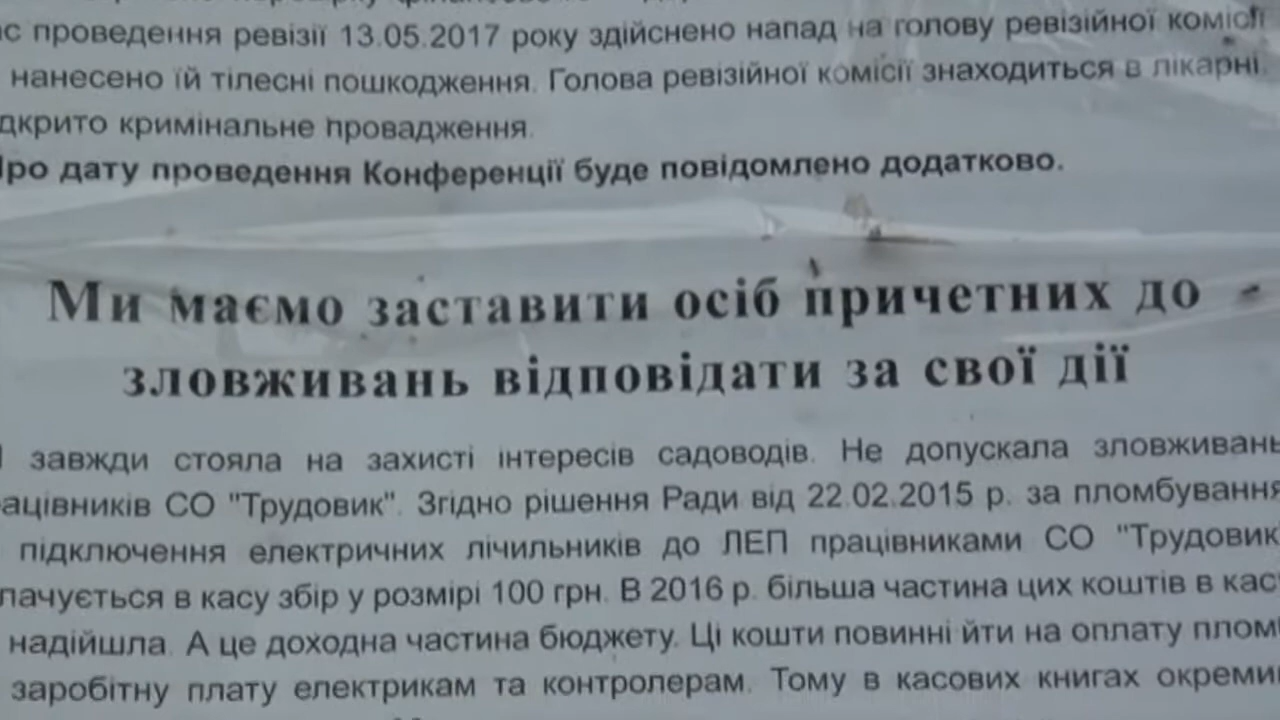 проведення ревізії 13.05.2017 року здійснено напад на голову ревізійної комісії
нанесено їй тілесні пошкодження. Голова ревізійної комісії знаходиться в лікарні.
дкрито кримінальне провадження.
Про дату проведення Конференції буде повідомлено додатково.
Ми маємо заставити осіб причетних до
зловживань відповідати за свої дії
завжди стояла на захисті інтересів садоводів. Не допускала зловживань
рацівників СО "Трудовик". Згідно рішення Ради від 22.02.2015 р. за пломбування
підключення електричних лічильників до ЛЕП працівниками СО "Трудовик
лачується в касу збір у розмірі 100 грн. В 2016 р. більша частина цих коштів в кас
надійшла. А це доходна частина бюджету. Ці кошти повинні йти на оплату плом
заробітну плату електрикам та контролерам. Тому в касових книгах окреми